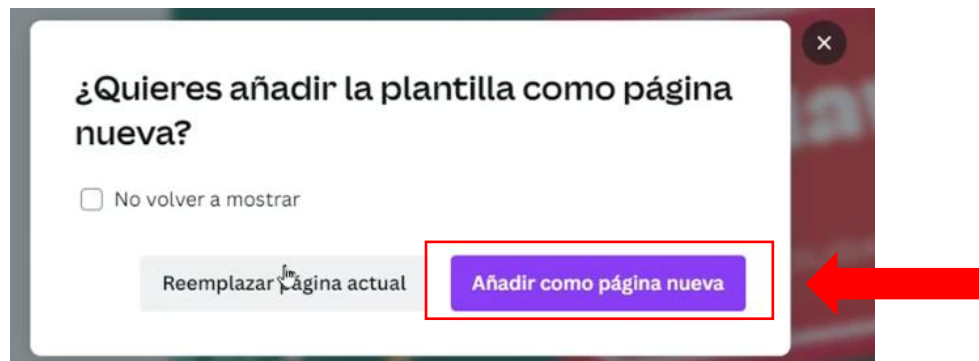 ¿Quieres añadir la plantilla como página
nueva?
No volver a mostrar
Reemplazar página actual
Añadir como página nueva